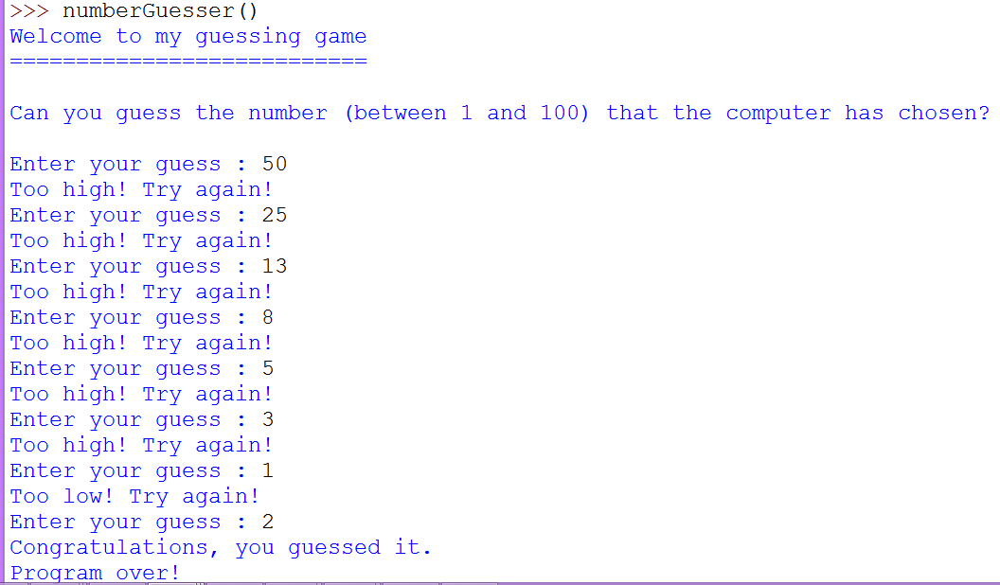 >>> numberGuesser()
Welcome to my guessing game
===========================
Can you guess the number (between 1 and 100) that the computer has chosen?
Enter your guess : 50
Too high! Try again!
Enter your guess : 25
Too high! Try again!
Enter your guess : 13
Too high! Try again!
Enter your guess : 8
Too high! Try again!
Enter your guess : 5
Too high! Try again!
Enter your guess : 3
Too high! Try again!
Enter your guess : 1
Too low! Try again!
Enter your guess : 2
Congratulations, you guessed it.
Program over!